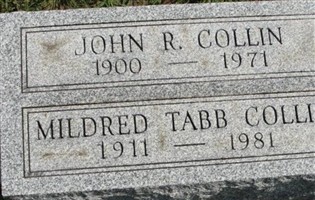 JOHN R. COLLIN
1900 — 1971
MILDRED TABB COLLI
1911 — 1981